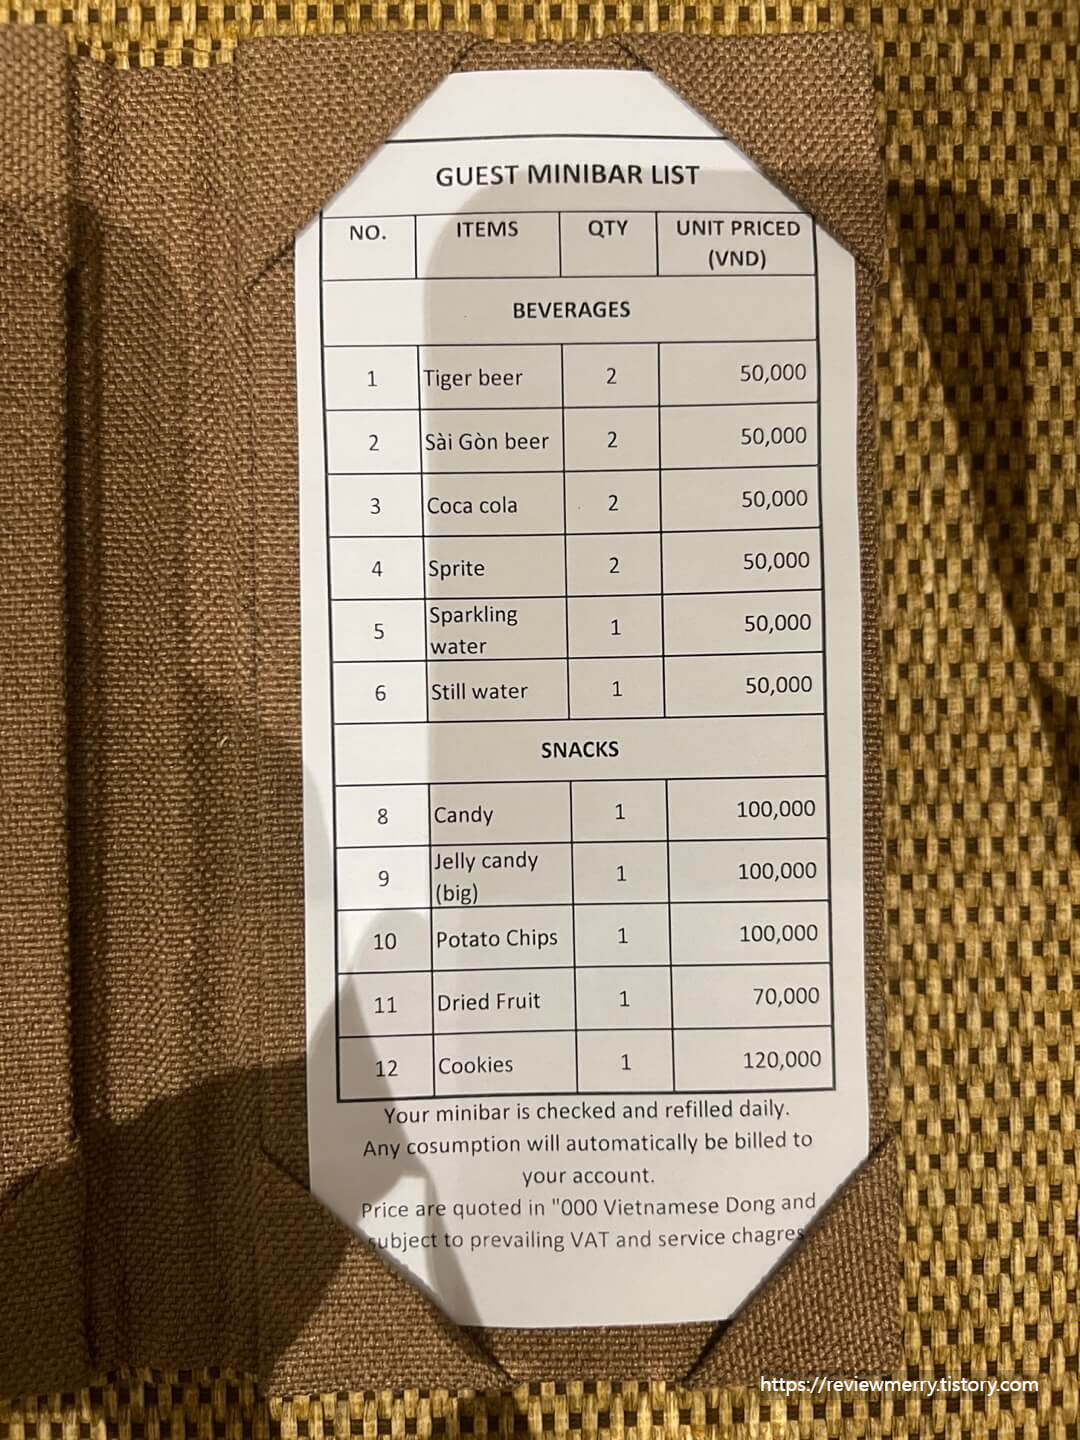 GUEST MINIBAR LIST
NO. ITEMS QTY UNIT PRICED (VND)
BEVERAGES
1 Tiger beer 2 50,000
2 Sài Gòn beer 2 50,000
3 Coca cola 2 50,000
4 Sprite 2 50,000
5 Sparkling water 1 50,000
6 Still water 1 50,000
SNACKS
8 Candy 1 100,000
9 Jelly candy (big) 1 100,000
10 Potato Chips 1 100,000
11 Dried Fruit 1 70,000
12 Cookies 1 120,000
Your minibar is checked and refilled daily.
Any cosumption will automatically be billed to
your account.
Price are quoted in "000 Vietnamese Dong and
subject to prevailing VAT and service chagres
https://reviewmerry.tistory.com